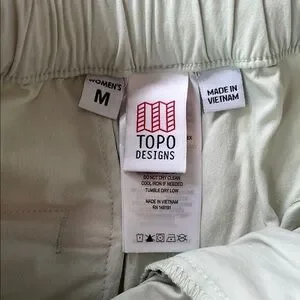 WOMEN'S
M
TOPO
DESIGNS
MADE IN
VIETNAM
DO NOT DRY CLEAN
COOL IRON IF NEEDED
TUMBLE DRY LOW
MADE IN VIETNAM